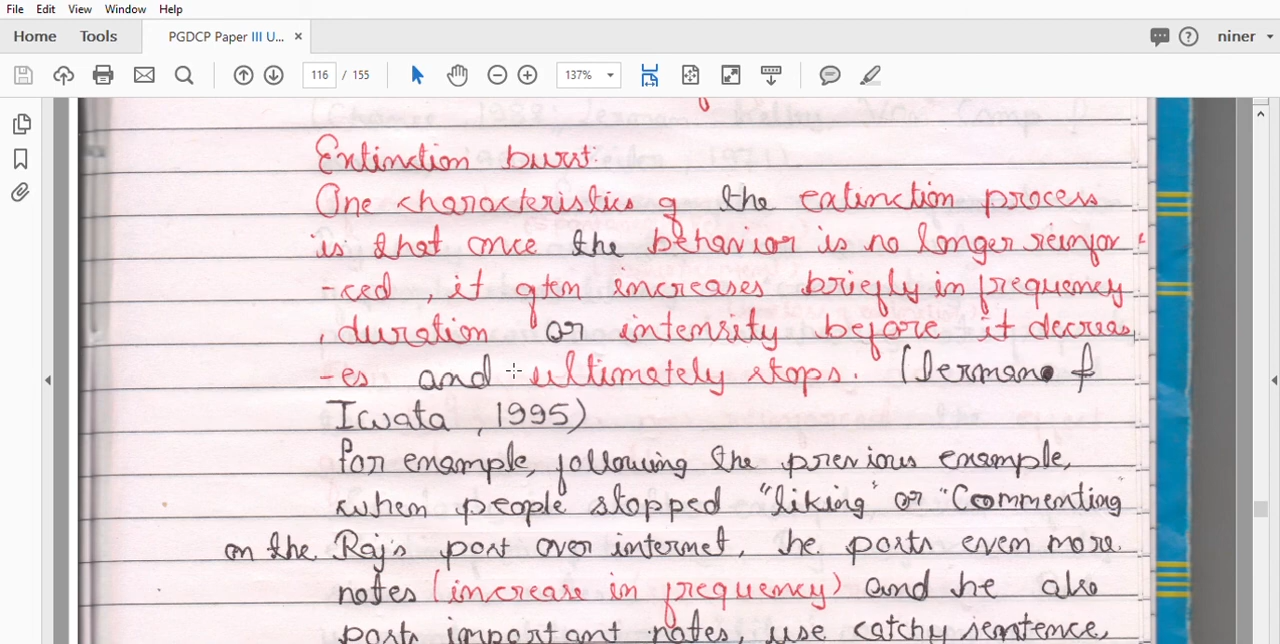 File Edit View Window Help
Home Tools PGDCP Paper III U... × niner
116 / 155 137%
Extinction burst.
One characteristics of the extinction process
is that once the behavior is no longer reinfor
-ced, it often increases briefly in frequency
, duration or intensity before it decreas
-es and ultimately stops. (Lerman &
Iwata, 1995)
For example, following the previous example,
when people stopped "liking" or "Commenting"
on the Raj's post over internet, he posts even more
notes (increase in frequency) and he also
posts important notes, use catchy sentence